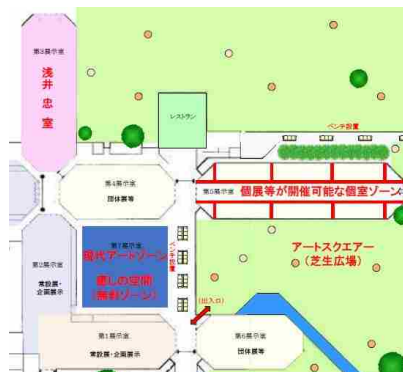 第3展示室
浅井
忠
室
レストラン
ベンチ設置
第4展示室
団体展等
第5展示室
個展等が開催可能な個室ゾーン
第7展示室
現代アートゾーン
癒しの空間
(無料ゾーン)
ベンチ設置
アートスクエアー
(芝生広場)
第2展示室
常設展・
企画展示
(出入口)
第1展示室
常設展・企画展示
第6展示室
団体展等